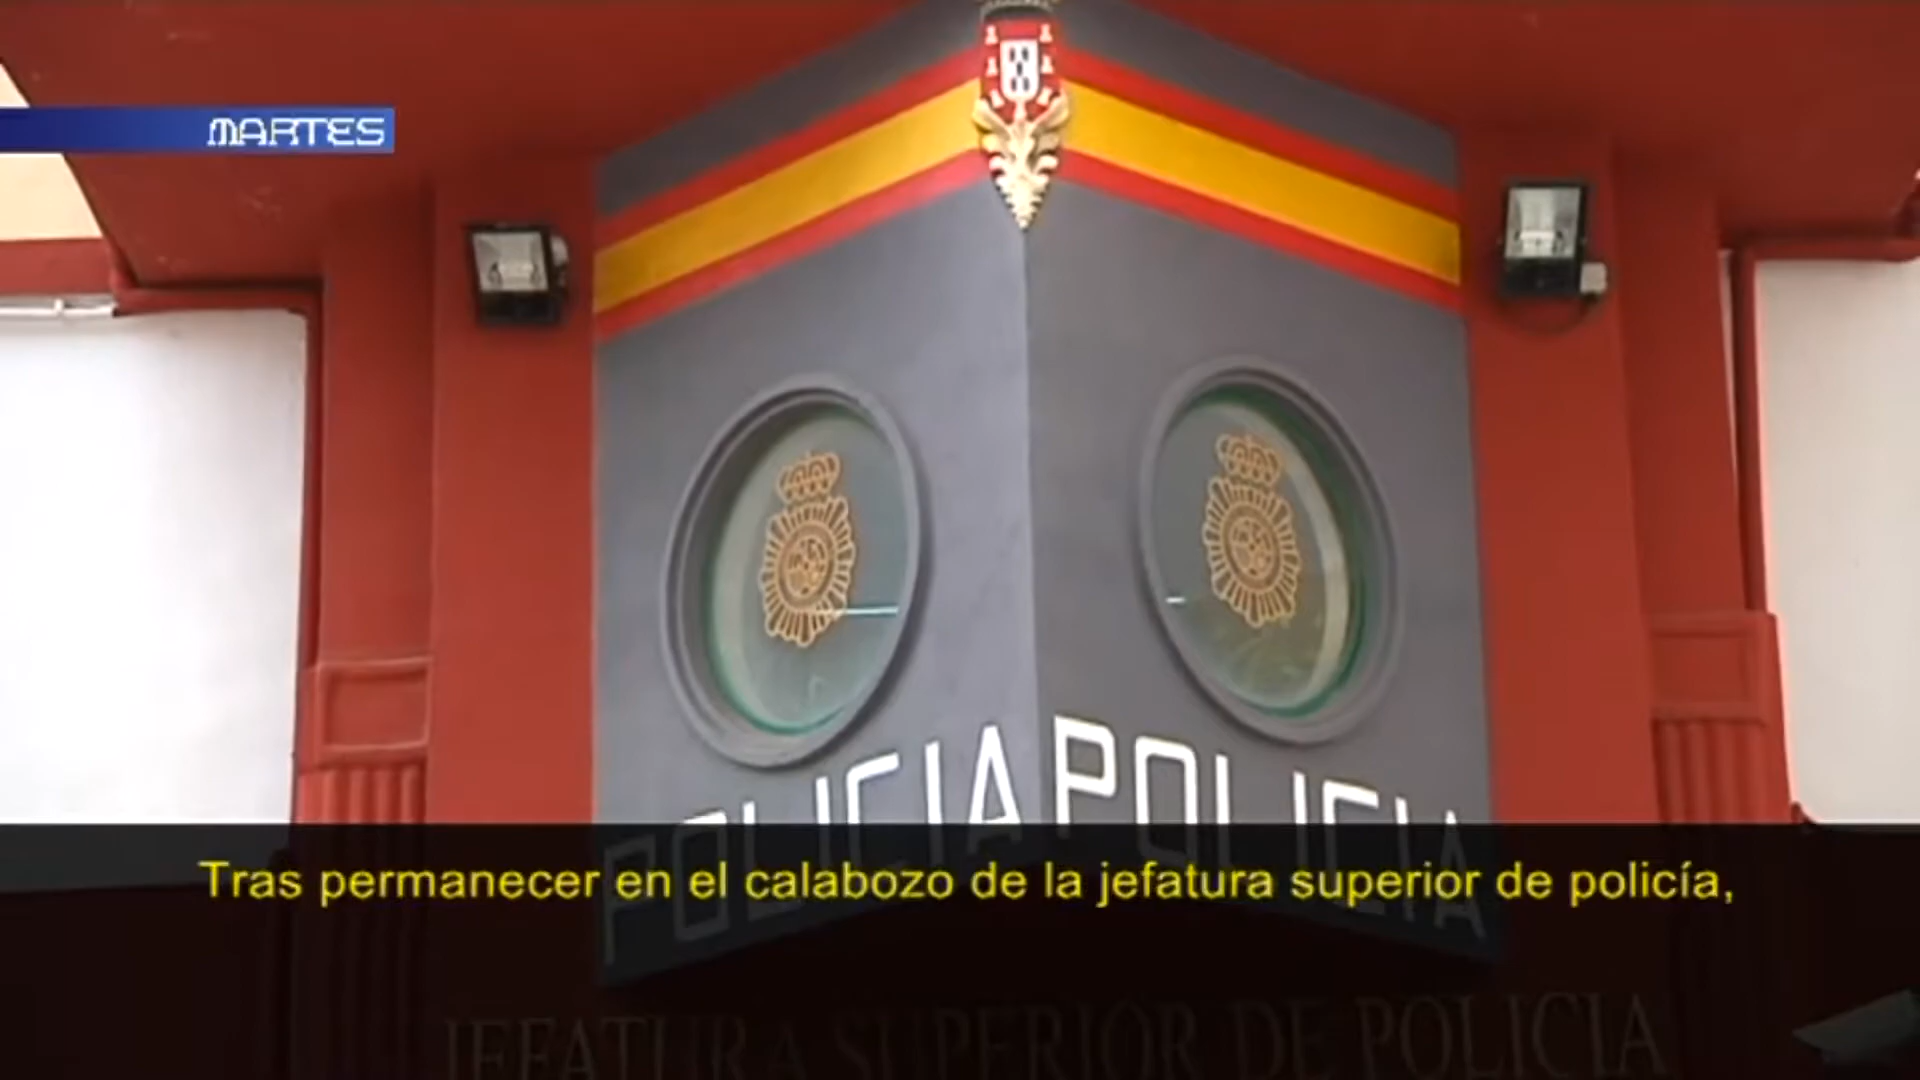 MARTES
POLICIA POLICIA
Tras permanecer en el calabozo de la jefatura superior de policía,
JEFATURA SUPERIOR DE POLICIA